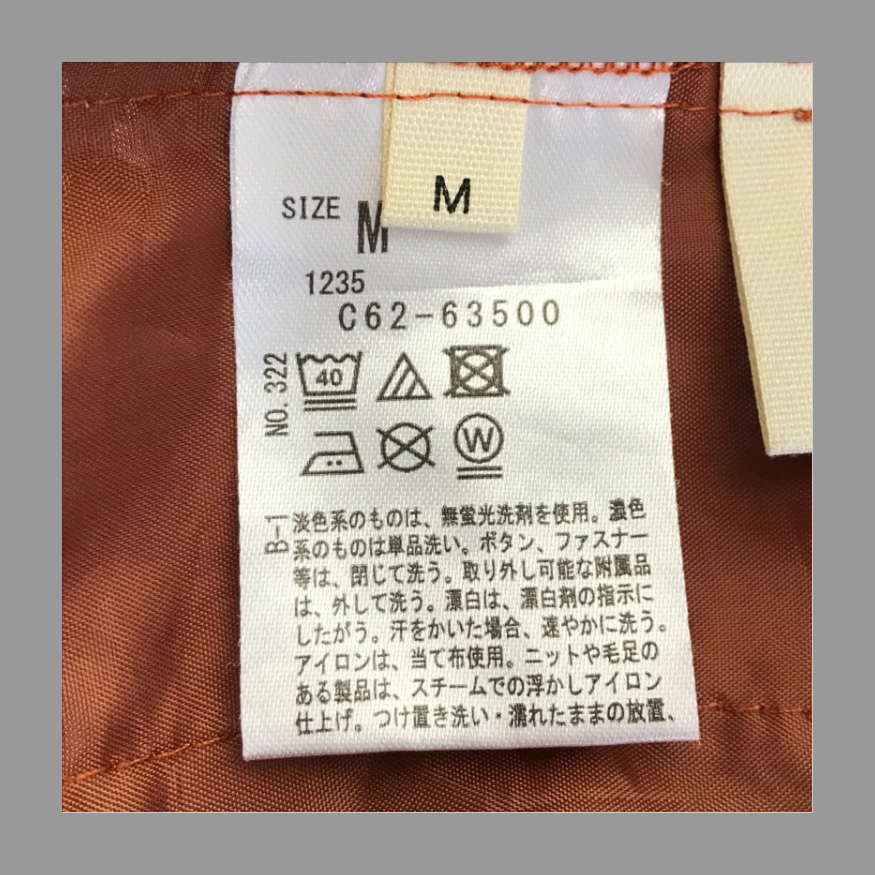 M
SIZE M
1235
C62-63500
NO. 322
40
W
B-1
淡色系のものは、無蛍光洗剤を使用。濃色
系のものは単品洗い。ボタン、ファスナー
等は、閉じて洗う。取り外し可能な附属品
は、外して洗う。漂白は、漂白剤の指示に
したがう。汗をかいた場合、速やかに洗う。
アイロンは、当て布使用。ニットや毛足の
ある製品は、スチームでの浮かしアイロン
仕上げ。つけ置き洗い・濡れたままの放置、